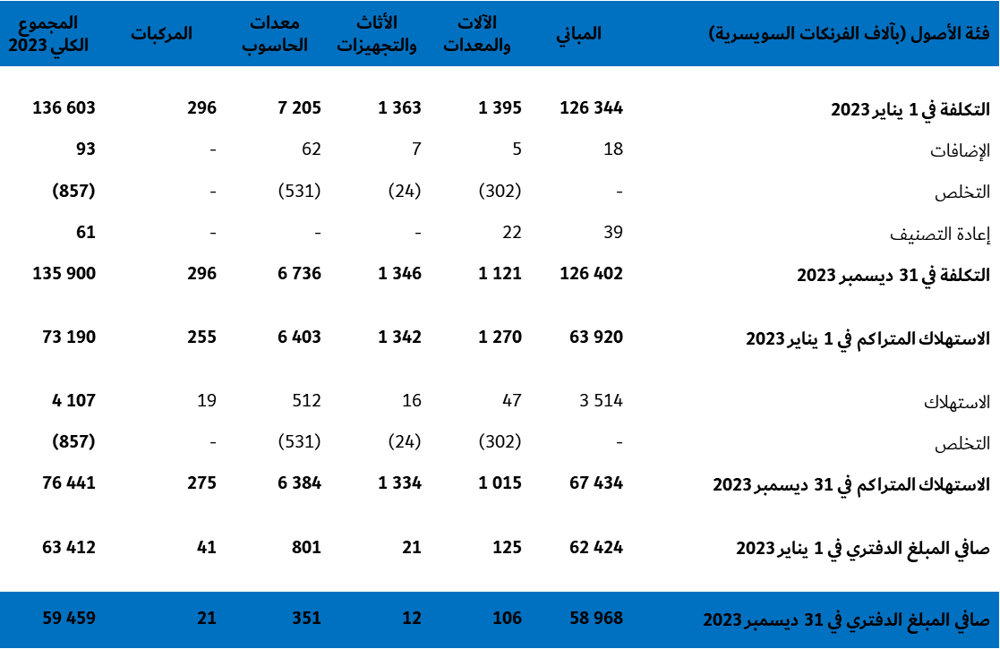 فئة الأصول (بآلاف الفرنكات السويسرية) المباني الآلات والمعدات الأثاث والتجهيزات معدات الحاسوب المركبات المجموع الكلي 2023
التكلفة في 1 يناير 2023 126 344 1 395 1 363 7 205 296 136 603
الإضافات 18 5 7 62 - 93
التخلص - (302) (24) (531) - (857)
إعادة التصنيف 39 22 - - - 61
التكلفة في 31 ديسمبر 2023 126 402 1 121 1 346 6 736 296 135 900
الاستهلاك المتراكم في 1 يناير 2023 63 920 1 270 1 342 6 403 255 73 190
الاستهلاك 3 514 47 16 512 19 4 107
التخلص - (302) (24) (531) - (857)
الاستهلاك المتراكم في 31 ديسمبر 2023 67 434 1 015 1 334 6 384 275 76 441
صافي المبلغ الدفتري في 1 يناير 2023 62 424 125 21 801 41 63 412
صافي المبلغ الدفتري في 31 ديسمبر 2023 58 968 106 12 351 21 59 459